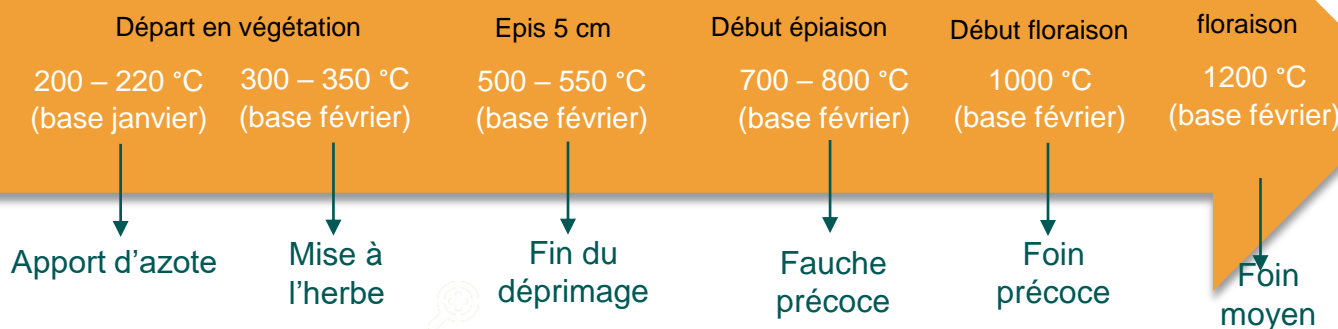 Départ en végétation
Epis 5 cm
Début épiaison
Début floraison
floraison
200 – 220 °C
(base janvier)
300 – 350 °C
(base février)
500 – 550 °C
(base février)
700 – 800 °C
(base février)
1000 °C
(base février)
1200 °C
(base février)
Apport d’azote
Mise à
l’herbe
Fin du
déprimage
Fauche
précoce
Foin
précoce
Foin
moyen